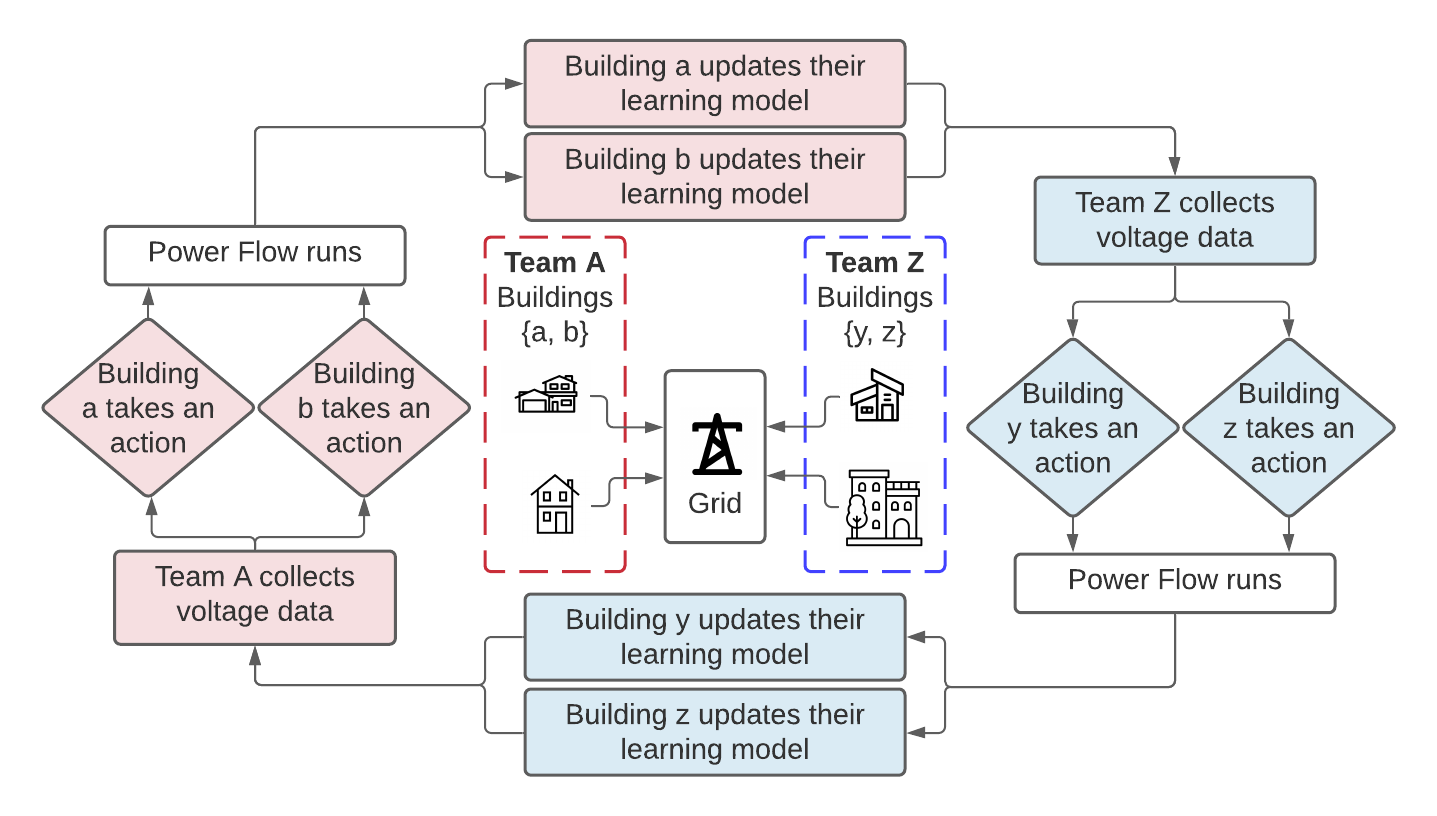 Building a updates their
learning model
Building b updates their
learning model
Team Z collects
voltage data
Power Flow runs
Team A
Buildings
{a, b}
Team Z
Buildings
{y, z}
Building
a takes an
action
Building
b takes an
action
Grid
Building
y takes an
action
Building
z takes an
action
Team A collects
voltage data
Power Flow runs
Building y updates their
learning model
Building z updates their
learning model